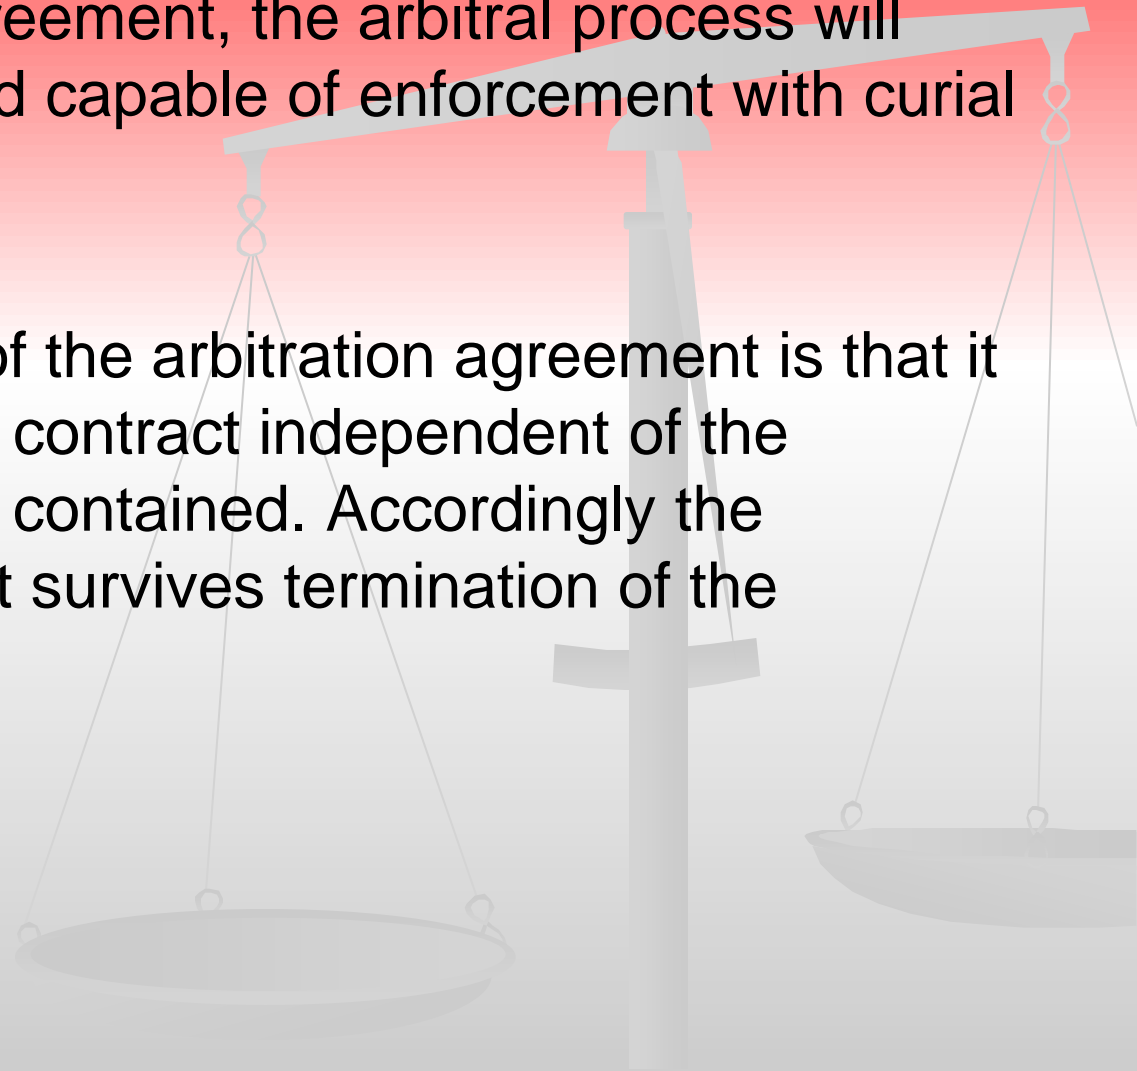 eement, the arbitral process will
d capable of enforcement with curial
of the arbitration agreement is that it
contract independent of the
contained. Accordingly the
t survives termination of the